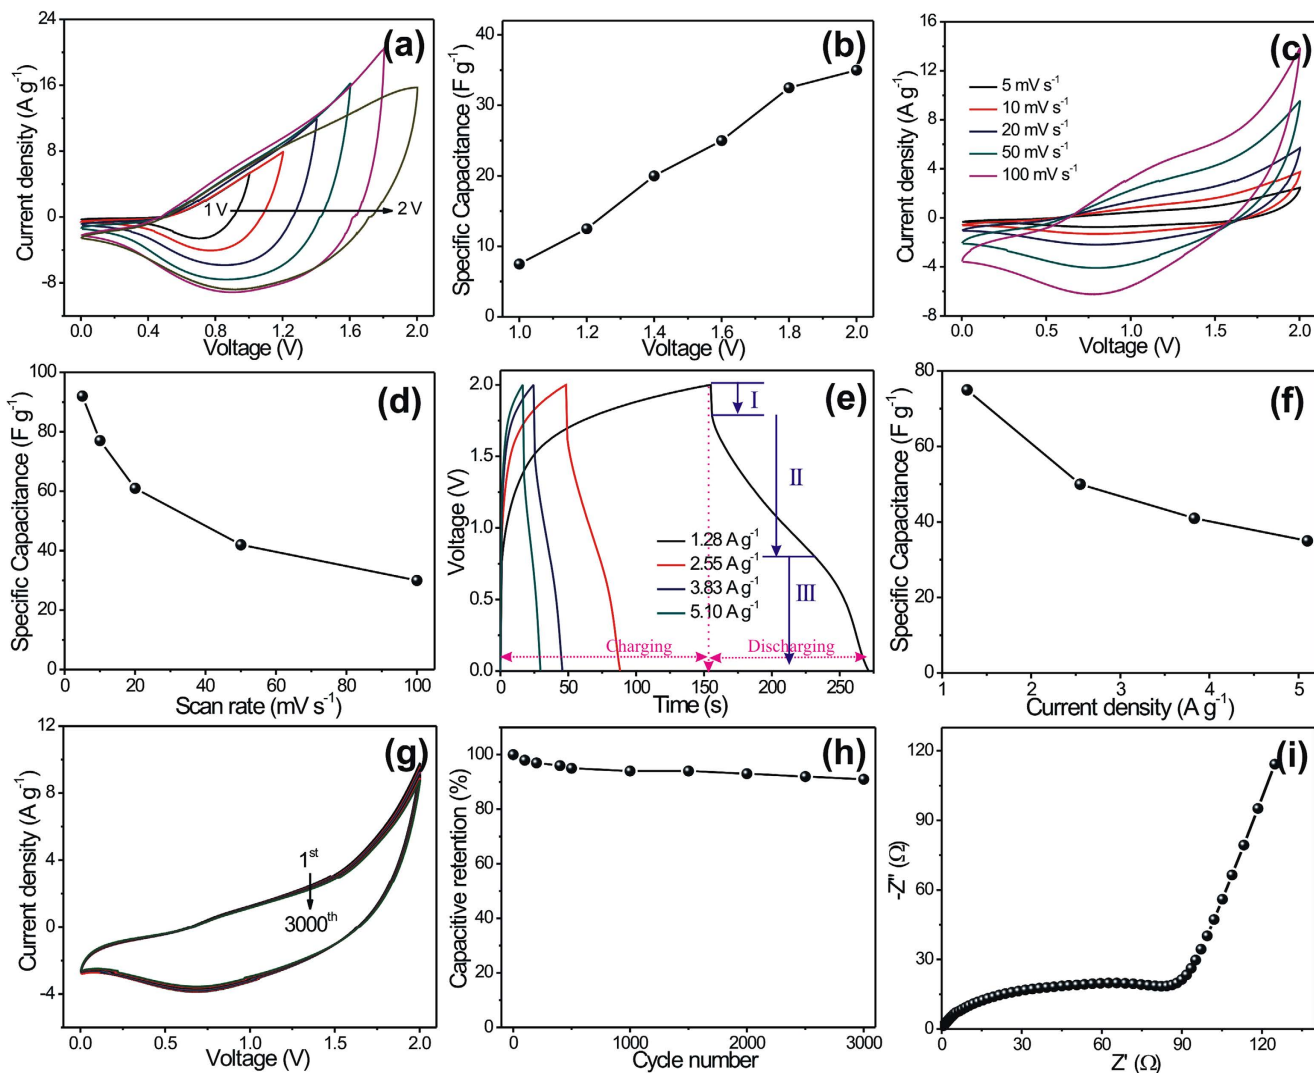 (a)
Current density (A g⁻¹)
24
16
8
0
-8
1 V
2 V
0.0 0.4 0.8 1.2 1.6 2.0
Voltage (V)
(b)
Specific Capacitance (F g⁻¹)
40
30
20
10
0
1.0 1.2 1.4 1.6 1.8 2.0
Voltage (V)
(c)
Current density (A g⁻¹)
16
12
8
4
0
-4
-8
5 mV s⁻¹
10 mV s⁻¹
20 mV s⁻¹
50 mV s⁻¹
100 mV s⁻¹
0.0 0.5 1.0 1.5 2.0
Voltage (V)
(d)
Specific Capacitance (F g⁻¹)
100
80
60
40
20
0
0 20 40 60 80 100
Scan rate (mV s⁻¹)
(e)
Voltage (V)
2.0
1.5
1.0
0.5
0.0
I
II
III
1.28 A g⁻¹
2.55 A g⁻¹
3.83 A g⁻¹
5.10 A g⁻¹
Charging
Discharging
0 50 100 150 200 250
Time (s)
(f)
Specific Capacitance (F g⁻¹)
80
60
40
20
0
1 2 3 4 5
Current density (A g⁻¹)
(g)
Current density (A g⁻¹)
12
8
4
0
-4
1st
3000th
0.0 0.5 1.0 1.5 2.0
Voltage (V)
(h)
Capacitive retention (%)
100
80
60
40
20
0
0 1000 2000 3000
Cycle number
(i)
-Z'' (Ω)
120
90
60
30
0
0 30 60 90 120
Z' (Ω)